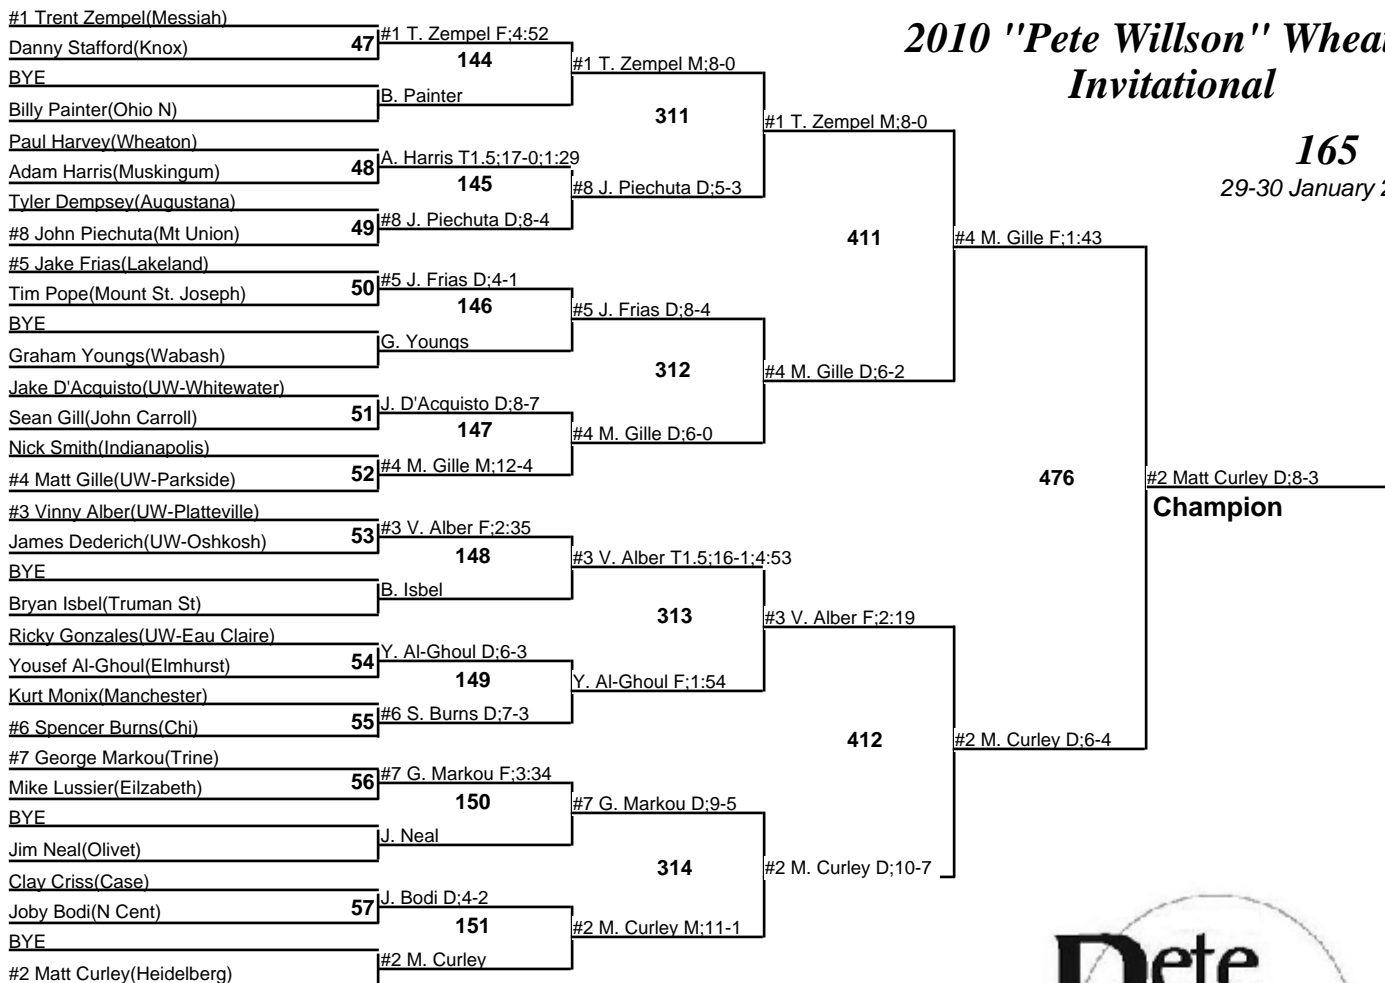 #1 Trent Zempel(Messiah)
Danny Stafford(Knox)
BYE
Billy Painter(Ohio N)
Paul Harvey(Wheaton)
Adam Harris(Muskingum)
Tyler Dempsey(Augustana)
#8 John Piechuta(Mt Union)
#5 Jake Frias(Lakeland)
Tim Pope(Mount St. Joseph)
BYE
Graham Youngs(Wabash)
Jake D'Acquisto(UW-Whitewater)
Sean Gill(John Carroll)
Nick Smith(Indianapolis)
#4 Matt Gille(UW-Parkside)
#3 Vinny Alber(UW-Platteville)
James Dederich(UW-Oshkosh)
BYE
Bryan Isbel(Truman St)
Ricky Gonzales(UW-Eau Claire)
Yousef Al-Ghoul(Elmhurst)
Kurt Monix(Manchester)
#6 Spencer Burns(Chi)
#7 George Markou(Trine)
Mike Lussier(Eilzabeth)
BYE
Jim Neal(Olivet)
Clay Criss(Case)
Joby Bodi(N Cent)
BYE
#2 Matt Curley(Heidelberg)
47
48
49
50
51
52
53
54
55
56
57
#1 T. Zempel F;4:52
144
B. Painter
A. Harris T1.5;17-0;1:29
145
#8 J. Piechuta D;8-4
#5 J. Frias D;4-1
146
G. Youngs
J. D'Acquisto D;8-7
147
#4 M. Gille M;12-4
#3 V. Alber F;2:35
148
B. Isbel
Y. Al-Ghoul D;6-3
149
#6 S. Burns D;7-3
#7 G. Markou F;3:34
150
J. Neal
J. Bodi D;4-2
151
#2 M. Curley
#1 T. Zempel M;8-0
311
#8 J. Piechuta D;5-3
#5 J. Frias D;8-4
312
#4 M. Gille D;6-0
#3 V. Alber T1.5;16-1;4:53
313
Y. Al-Ghoul F;1:54
#7 G. Markou D;9-5
314
#2 M. Curley M;11-1
#1 T. Zempel M;8-0
411
#4 M. Gille D;6-2
#3 V. Alber F;2:19
412
#2 M. Curley D;10-7
#4 M. Gille F;1:43
476
#2 M. Curley D;6-4
#2 Matt Curley D;8-3
Champion
2010 "Pete Willson" Whea
Invitational
165
29-30 January
Pete